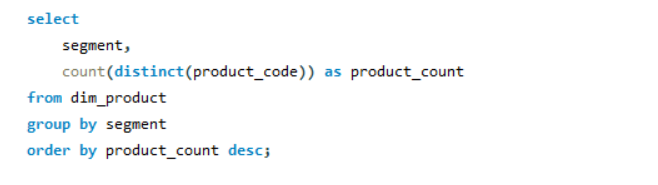 select
segment,
count(distinct(product_code)) as product_count
from dim_product
group by segment
order by product_count desc;